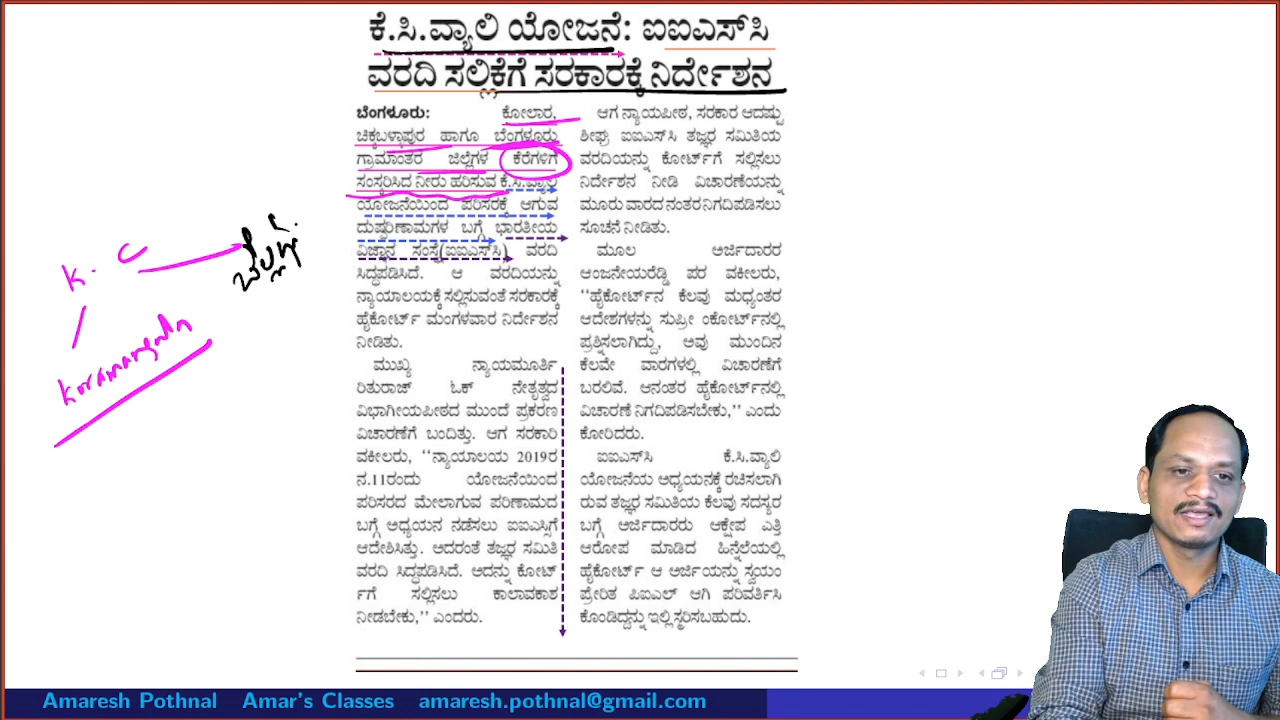 ಕೆ.ಸಿ.ವ್ಯಾಲಿ ಯೋಜನೆ: ಐಐಎಸ್‌ಸಿ
ವರದಿ ಸಲ್ಲಿಕೆಗೆ ಸರಕಾರಕ್ಕೆ ನಿರ್ದೇಶನ
ಬೆಂಗಳೂರು: ಕೋಲಾರ,
ಚಿಕ್ಕಬಳ್ಳಾಪುರ ಹಾಗೂ ಬೆಂಗಳೂರು
ಗ್ರಾಮಾಂತರ ಜಿಲ್ಲೆಗಳ ಕೆರೆಗಳಿಗೆ
ಸಂಸ್ಕರಿಸಿದ ನೀರು ಹರಿಸುವ ಕೆ.ಸಿ.ವ್ಯಾಲಿ
ಯೋಜನೆಯಿಂದ ಪರಿಸರಕ್ಕೆ ಆಗುವ
ದುಷ್ಪರಿಣಾಮಗಳ ಬಗ್ಗೆ ಭಾರತೀಯ
ವಿಜ್ಞಾನ ಸಂಸ್ಥೆ(ಐಐಎಸ್‌ಸಿ) ವರದಿ
ಸಿದ್ಧಪಡಿಸಿದೆ. ಆ ವರದಿಯನ್ನು
ನ್ಯಾಯಾಲಯಕ್ಕೆ ಸಲ್ಲಿಸುವಂತೆ ಸರಕಾರಕ್ಕೆ
ಹೈಕೋರ್ಟ್ ಮಂಗಳವಾರ ನಿರ್ದೇಶನ
ನೀಡಿತು.
ಮುಖ್ಯ ನ್ಯಾಯಮೂರ್ತಿ
ರಿತುರಾಜ್ ಓಕ್ ನೇತೃತ್ವದ
ವಿಭಾಗೀಯಪೀಠದ ಮುಂದೆ ಪ್ರಕರಣ
ವಿಚಾರಣೆಗೆ ಬಂದಿತ್ತು. ಆಗ ಸರಕಾರಿ
ವಕೀಲರು, ‘‘ನ್ಯಾಯಾಲಯ 2019ರ
ನ.11ರಂದು ಯೋಜನೆಯಿಂದ
ಪರಿಸರದ ಮೇಲಾಗುವ ಪರಿಣಾಮದ
ಬಗ್ಗೆ ಅಧ್ಯಯನ ನಡೆಸಲು ಐಐಎಸ್ಸಿಗೆ
ಆದೇಶಿಸಿತ್ತು. ಅದರಂತೆ ತಜ್ಞರ ಸಮಿತಿ
ವರದಿ ಸಿದ್ಧಪಡಿಸಿದೆ. ಅದನ್ನು ಕೋರ್ಟ್
ಗೆ ಸಲ್ಲಿಸಲು ಕಾಲಾವಕಾಶ
ನೀಡಬೇಕು,’’ ಎಂದರು.
ಆಗ ನ್ಯಾಯಪೀಠ, ಸರಕಾರ ಆದಷ್ಟು
ಶೀಘ್ರ ಐಐಎಸ್‌ಸಿ ತಜ್ಞರ ಸಮಿತಿಯ
ವರದಿಯನ್ನು ಕೋರ್ಟ್‌ಗೆ ಸಲ್ಲಿಸಲು
ನಿರ್ದೇಶನ ನೀಡಿ ವಿಚಾರಣೆಯನ್ನು
ಮೂರು ವಾರದ ನಂತರ ನಿಗದಿಪಡಿಸಲು
ಸೂಚನೆ ನೀಡಿತು.
ಮೂಲ ಅರ್ಜಿದಾರರ
ಆಂಜನೇಯರೆಡ್ಡಿ ಪರ ವಕೀಲರು,
‘‘ಹೈಕೋರ್ಟ್‌ನ ಕೆಲವು ಮಧ್ಯಂತರ
ಆದೇಶಗಳನ್ನು ಸುಪ್ರೀಂಕೋರ್ಟ್‌ನಲ್ಲಿ
ಪ್ರಶ್ನಿಸಲಾಗಿದ್ದು, ಅವು ಮುಂದಿನ
ಕೆಲವೇ ವಾರಗಳಲ್ಲಿ ವಿಚಾರಣೆಗೆ
ಬರಲಿವೆ. ಆನಂತರ ಹೈಕೋರ್ಟ್‌ನಲ್ಲಿ
ವಿಚಾರಣೆ ನಿಗದಿಪಡಿಸಬೇಕು,’’ ಎಂದು
ಕೋರಿದರು.
ಐಐಎಸ್‌ಸಿ ಕೆ.ಸಿ.ವ್ಯಾಲಿ
ಯೋಜನೆಯ ಅಧ್ಯಯನಕ್ಕೆ ರಚಿಸಲಾಗಿ
ರುವ ತಜ್ಞರ ಸಮಿತಿಯ ಕೆಲವು ಸದಸ್ಯರ
ಬಗ್ಗೆ ಅರ್ಜಿದಾರರು ಆಕ್ಷೇಪ ಎತ್ತಿ
ಆರೋಪ ಮಾಡಿದ ಹಿನ್ನೆಲೆಯಲ್ಲಿ
ಹೈಕೋರ್ಟ್ ಆ ಅರ್ಜಿಯನ್ನು ಸ್ವಯಂ
ಪ್ರೇರಿತ ಪಿಐಎಲ್ ಆಗಿ ಪರಿವರ್ತಿಸಿ
ಕೊಂಡಿದ್ದನ್ನು ಇಲ್ಲಿ ಸ್ಮರಿಸಬಹುದು.
K. C
Koramangala
Amaresh Pothnal Amar's Classes amaresh.pothnal@gmail.com